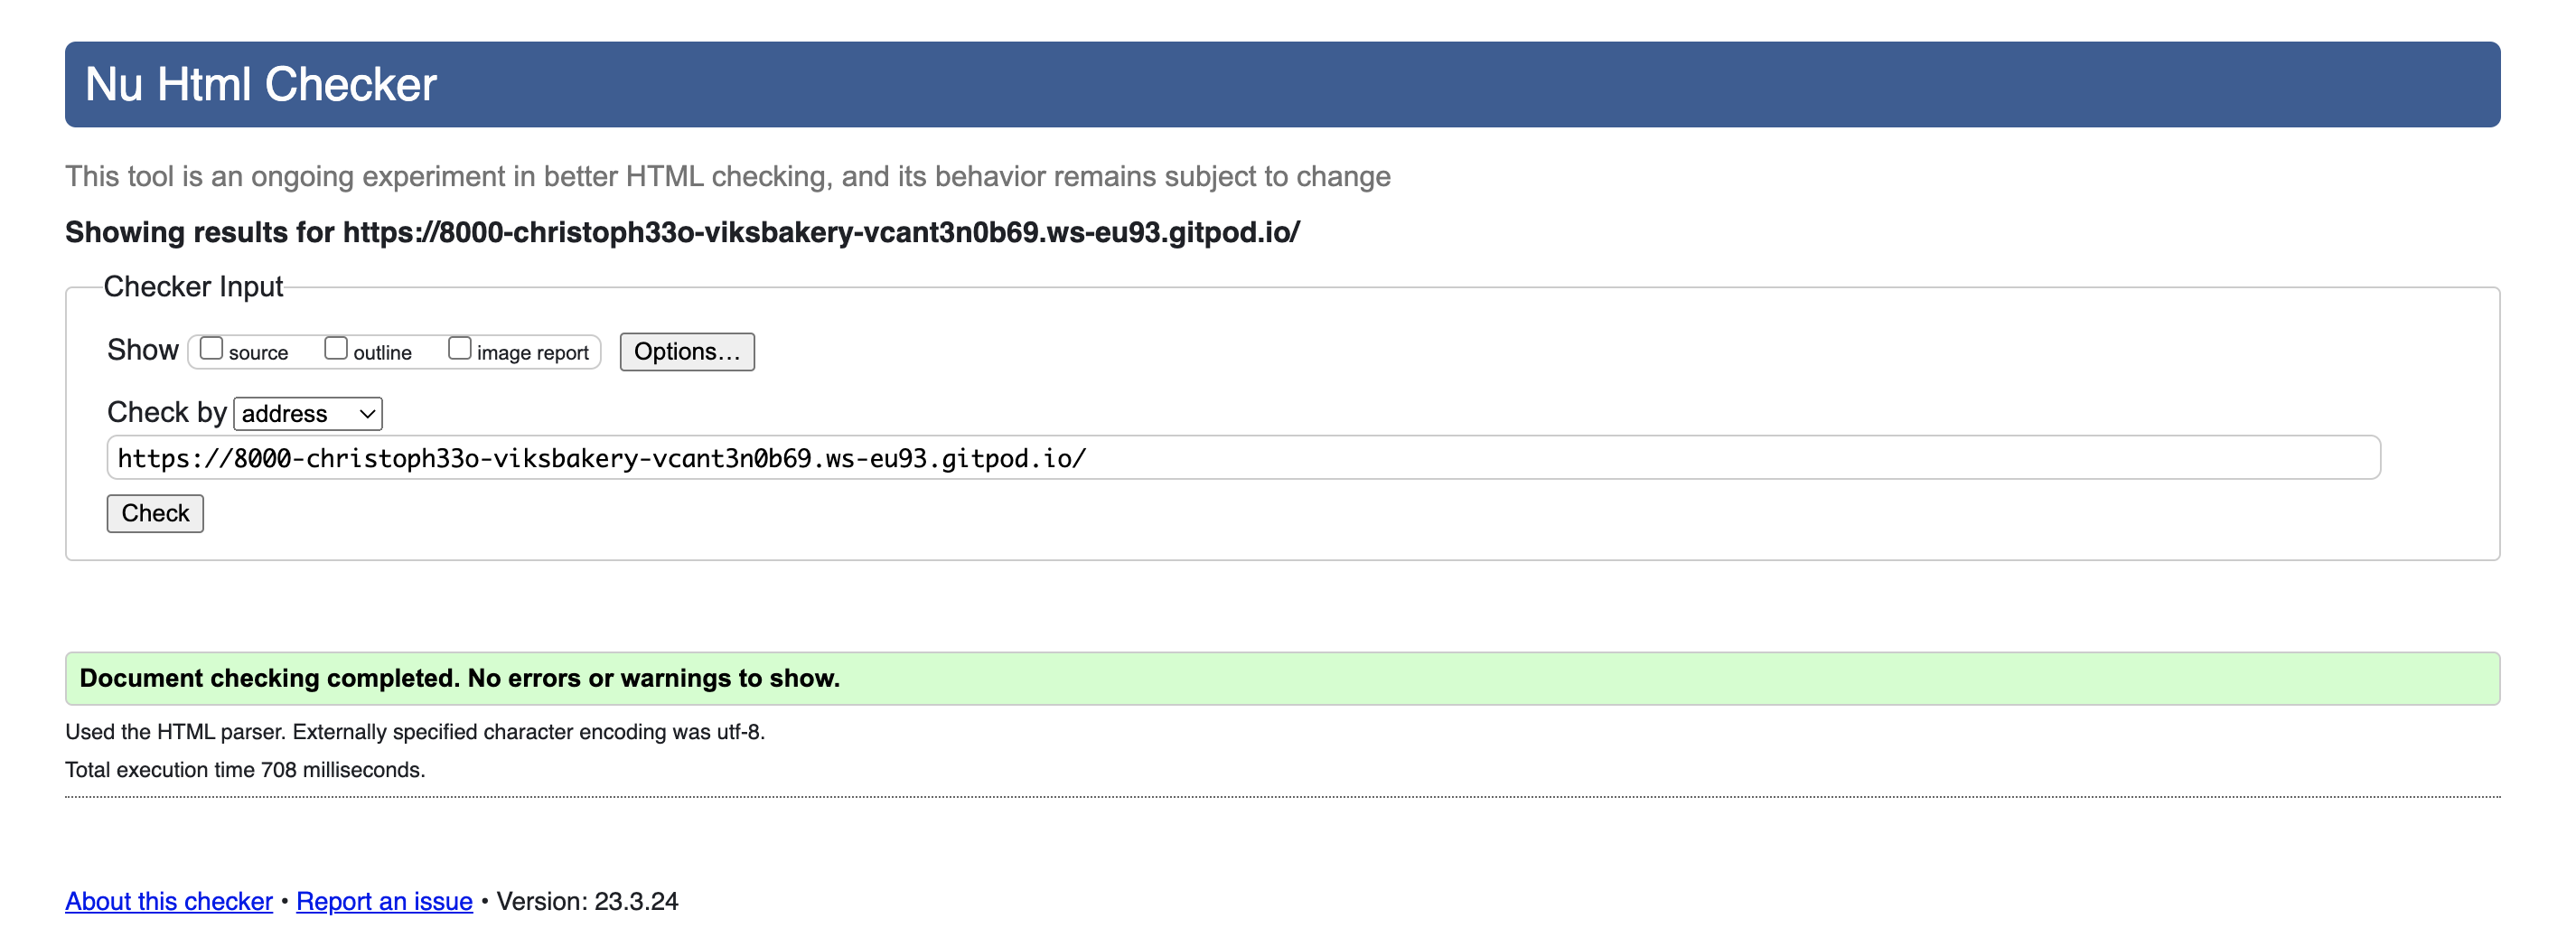 Nu Html Checker
This tool is an ongoing experiment in better HTML checking, and its behavior remains subject to change
Showing results for https://8000-christoph33o-viksbakery-vcant3n0b69.ws-eu93.gitpod.io/
Checker Input
Show source outline image report Options...
Check by address
https://8000-christoph33o-viksbakery-vcant3n0b69.ws-eu93.gitpod.io/
Check
Document checking completed. No errors or warnings to show.
Used the HTML parser. Externally specified character encoding was utf-8.
Total execution time 708 milliseconds.
About this checker • Report an issue • Version: 23.3.24